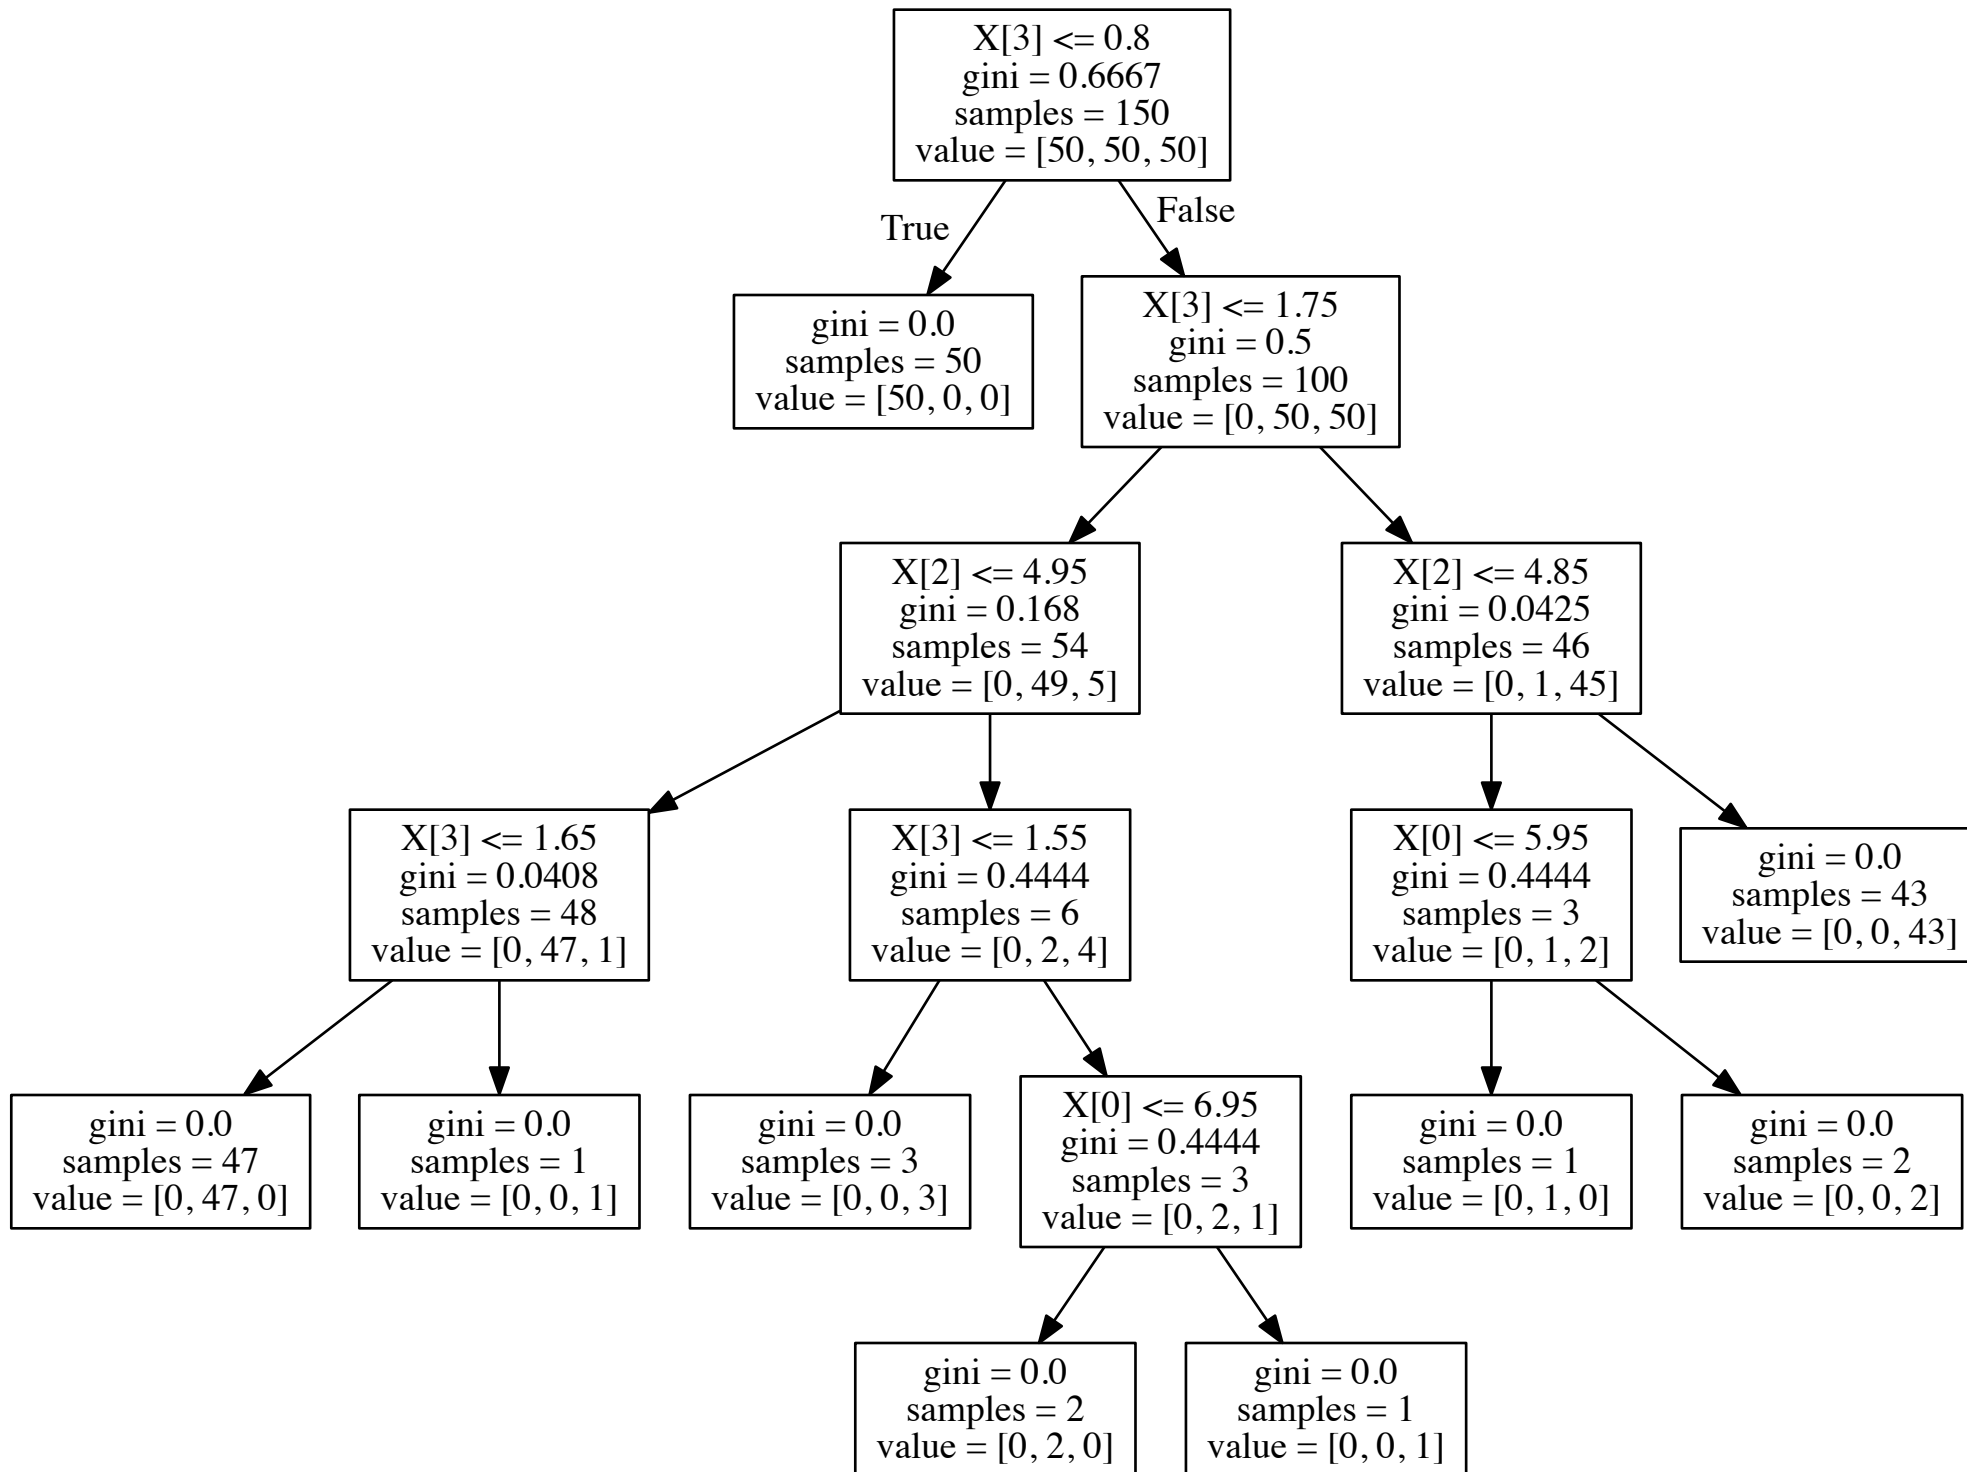 X[3] <= 0.8
gini = 0.6667
samples = 150
value = [50, 50, 50]
True
False
gini = 0.0
samples = 50
value = [50, 0, 0]
X[3] <= 1.75
gini = 0.5
samples = 100
value = [0, 50, 50]
X[2] <= 4.95
gini = 0.168
samples = 54
value = [0, 49, 5]
X[2] <= 4.85
gini = 0.0425
samples = 46
value = [0, 1, 45]
X[3] <= 1.65
gini = 0.0408
samples = 48
value = [0, 47, 1]
X[3] <= 1.55
gini = 0.4444
samples = 6
value = [0, 2, 4]
X[0] <= 5.95
gini = 0.4444
samples = 3
value = [0, 1, 2]
gini = 0.0
samples = 43
value = [0, 0, 43]
gini = 0.0
samples = 47
value = [0, 47, 0]
gini = 0.0
samples = 1
value = [0, 0, 1]
gini = 0.0
samples = 3
value = [0, 0, 3]
X[0] <= 6.95
gini = 0.4444
samples = 3
value = [0, 2, 1]
gini = 0.0
samples = 1
value = [0, 1, 0]
gini = 0.0
samples = 2
value = [0, 0, 2]
gini = 0.0
samples = 2
value = [0, 2, 0]
gini = 0.0
samples = 1
value = [0, 0, 1]